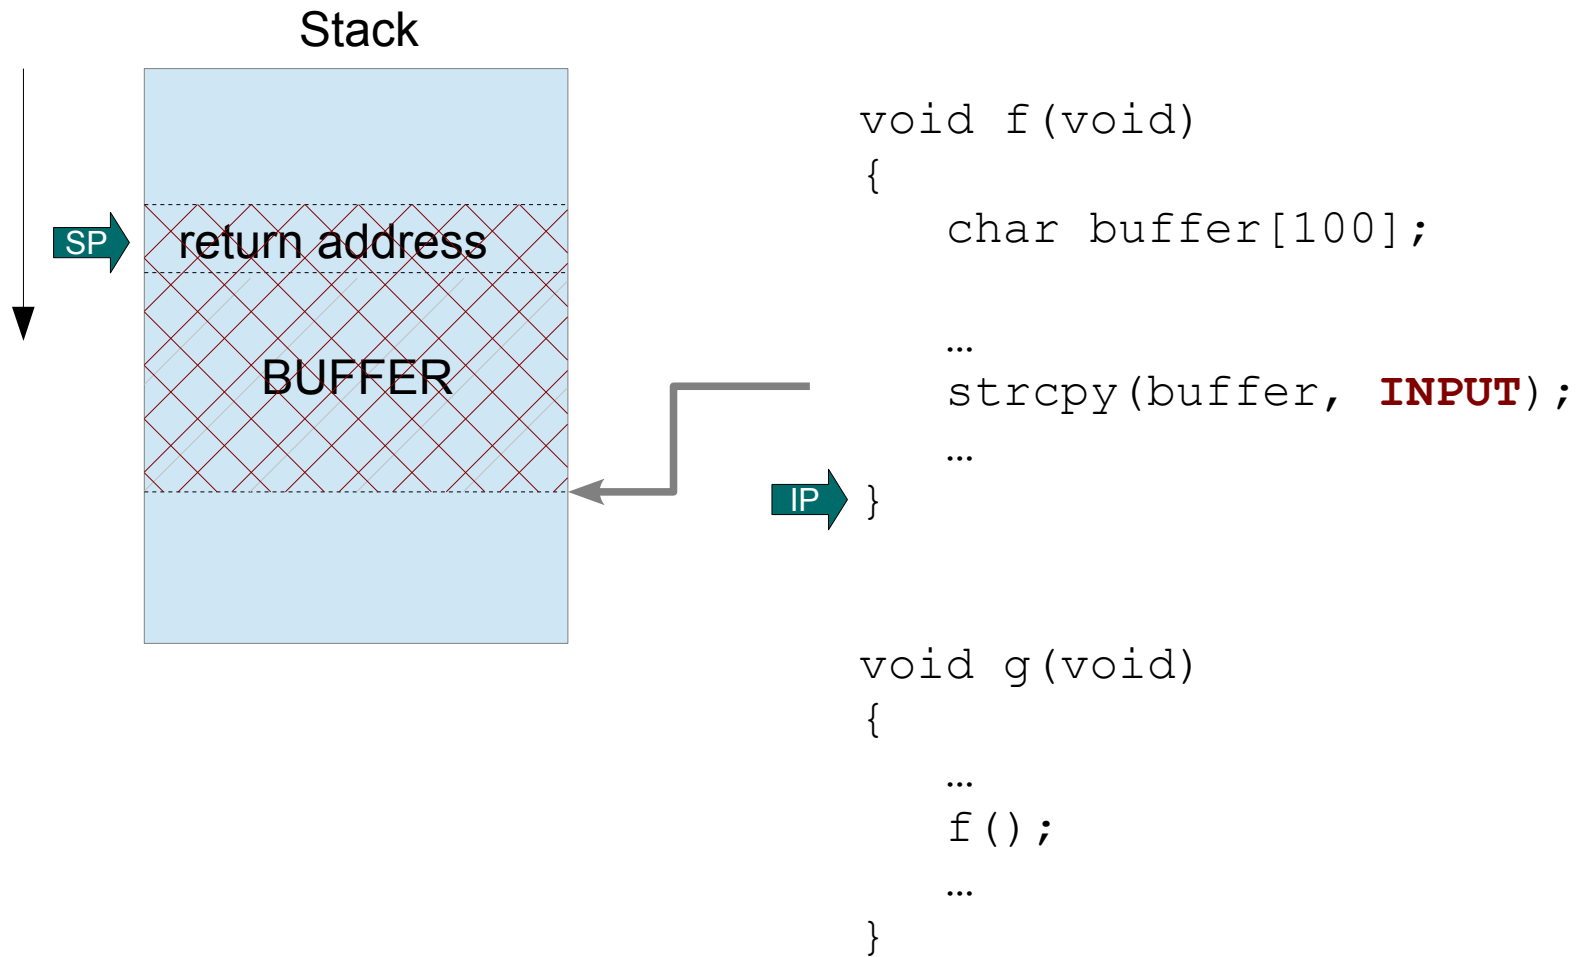 Stack
SP
return address
BUFFER
void f(void)
{
char buffer[100];
…
strcpy(buffer, INPUT);
…
IP
}
void g(void)
{
…
f();
…
}